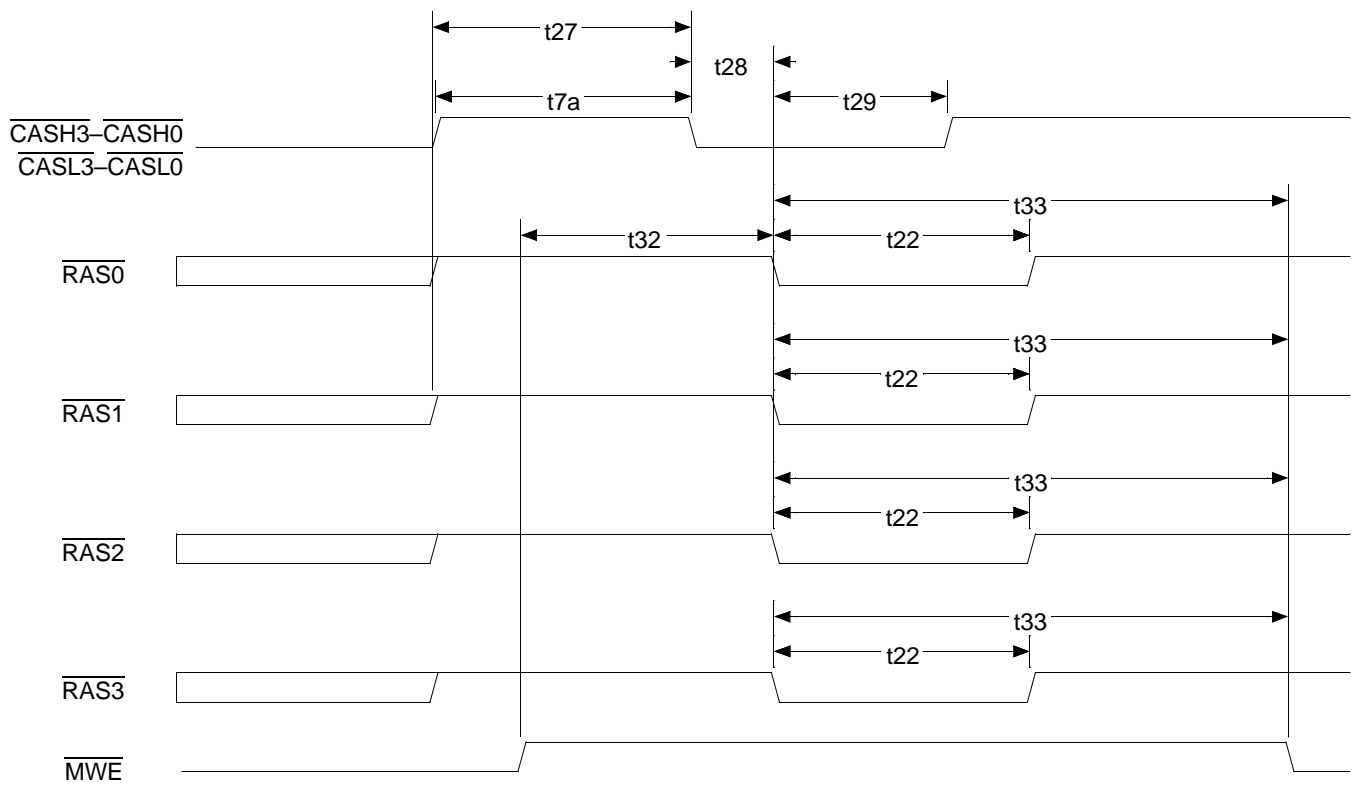 t27
t28
t7a
t29
CASH3–CASH0
CASL3–CASL0
t33
t32
t22
RAS0
t33
t22
RAS1
t33
t22
RAS2
t33
t22
RAS3
MWE